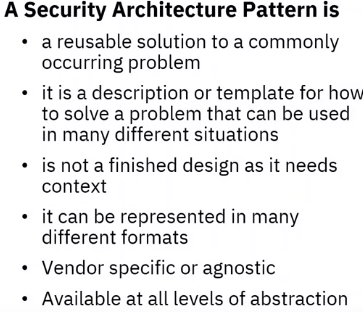 A Security Architecture Pattern is
• a reusable solution to a commonly
occurring problem
• it is a description or template for how
to solve a problem that can be used
in many different situations
• is not a finished design as it needs
context
• it can be represented in many
different formats
• Vendor specific or agnostic
• Available at all levels of abstraction